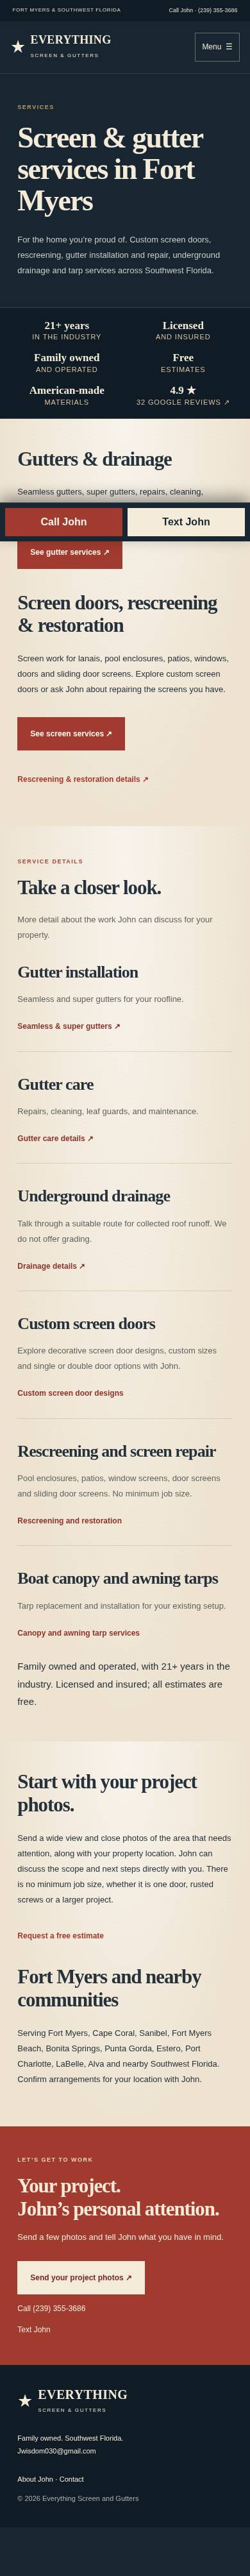 FORT MYERS & SOUTHWEST FLORIDA
Call John · (239) 355-3686
★ EVERYTHING
SCREEN & GUTTERS
Menu ☰
SERVICES
Screen & gutter
services in Fort
Myers
For the home you're proud of. Custom screen doors,
rescreening, gutter installation and repair, underground
drainage and tarp services across Southwest Florida.
21+ years
IN THE INDUSTRY
Licensed
AND INSURED
Family owned
AND OPERATED
Free
ESTIMATES
American-made
MATERIALS
4.9 ★
32 GOOGLE REVIEWS ↗
Gutters & drainage
Seamless gutters, super gutters, repairs, cleaning,
Call John
Text John
See gutter services ↗
Screen doors, rescreening
& restoration
Screen work for lanais, pool enclosures, patios, windows,
doors and sliding door screens. Explore custom screen
doors or ask John about repairing the screens you have.
See screen services ↗
Rescreening & restoration details ↗
SERVICE DETAILS
Take a closer look.
More detail about the work John can discuss for your
property.
Gutter installation
Seamless and super gutters for your roofline.
Seamless & super gutters ↗
Gutter care
Repairs, cleaning, leaf guards, and maintenance.
Gutter care details ↗
Underground drainage
Talk through a suitable route for collected roof runoff. We
do not offer grading.
Drainage details ↗
Custom screen doors
Explore decorative screen door designs, custom sizes
and single or double door options with John.
Custom screen door designs
Rescreening and screen repair
Pool enclosures, patios, window screens, door screens
and sliding door screens. No minimum job size.
Rescreening and restoration
Boat canopy and awning tarps
Tarp replacement and installation for your existing setup.
Canopy and awning tarp services
Family owned and operated, with 21+ years in the
industry. Licensed and insured; all estimates are
free.
Start with your project
photos.
Send a wide view and close photos of the area that needs
attention, along with your property location. John can
discuss the scope and next steps directly with you. There
is no minimum job size, whether it is one door, rusted
screws or a larger project.
Request a free estimate
Fort Myers and nearby
communities
Serving Fort Myers, Cape Coral, Sanibel, Fort Myers
Beach, Bonita Springs, Punta Gorda, Estero, Port
Charlotte, LaBelle, Alva and nearby Southwest Florida.
Confirm arrangements for your location with John.
LET'S GET TO WORK
Your project.
John's personal attention.
Send a few photos and tell John what you have in mind.
Send your project photos ↗
Call (239) 355-3686
Text John
★ EVERYTHING
SCREEN & GUTTERS
Family owned. Southwest Florida.
Jwisdom030@gmail.com
About John · Contact
© 2026 Everything Screen and Gutters